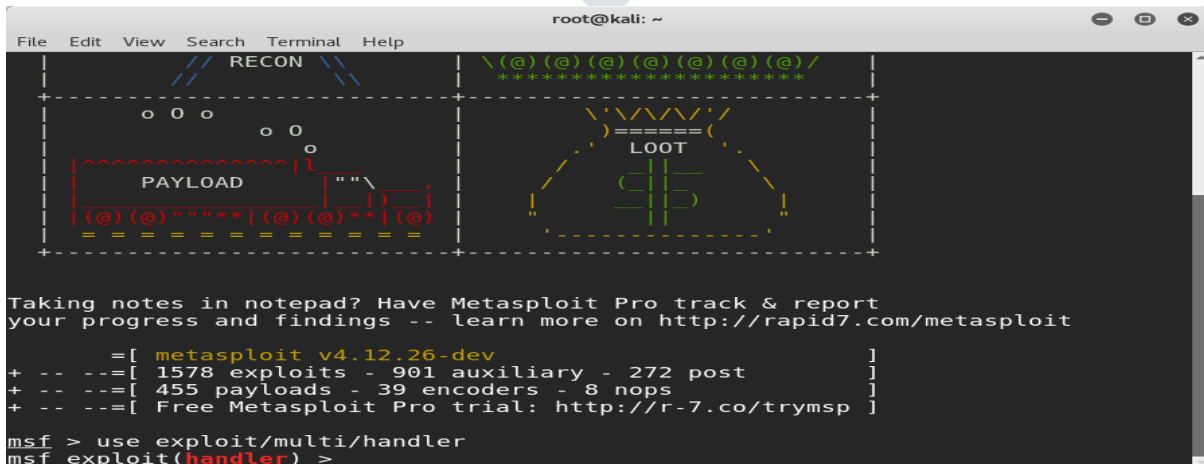 root@kali: ~
File Edit View Search Terminal Help
RECON
PAYLOAD
LOOT
Taking notes in notepad? Have Metasploit Pro track & report
your progress and findings -- learn more on http://rapid7.com/metasploit
=[ metasploit v4.12.26-dev ]
+ -- --=[ 1578 exploits - 901 auxiliary - 272 post ]
+ -- --=[ 455 payloads - 39 encoders - 8 nops ]
+ -- --=[ Free Metasploit Pro trial: http://r-7.co/trymsp ]
msf > use exploit/multi/handler
msf exploit(handler) >